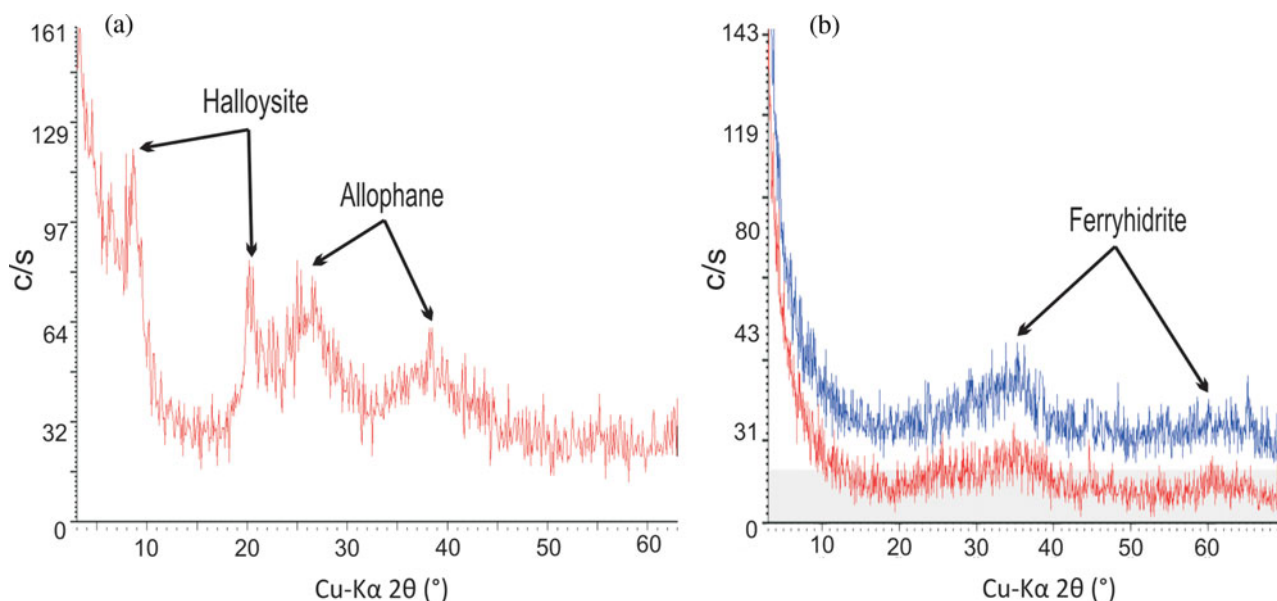 (a)
161
129
97
64
32
0
c/s
Halloysite
Allophane
10 20 30 40 50 60
Cu-Kα 2θ (°)
(b)
143
119
80
43
31
0
c/s
Ferryhidrite
10 20 30 40 50 60
Cu-Kα 2θ (°)